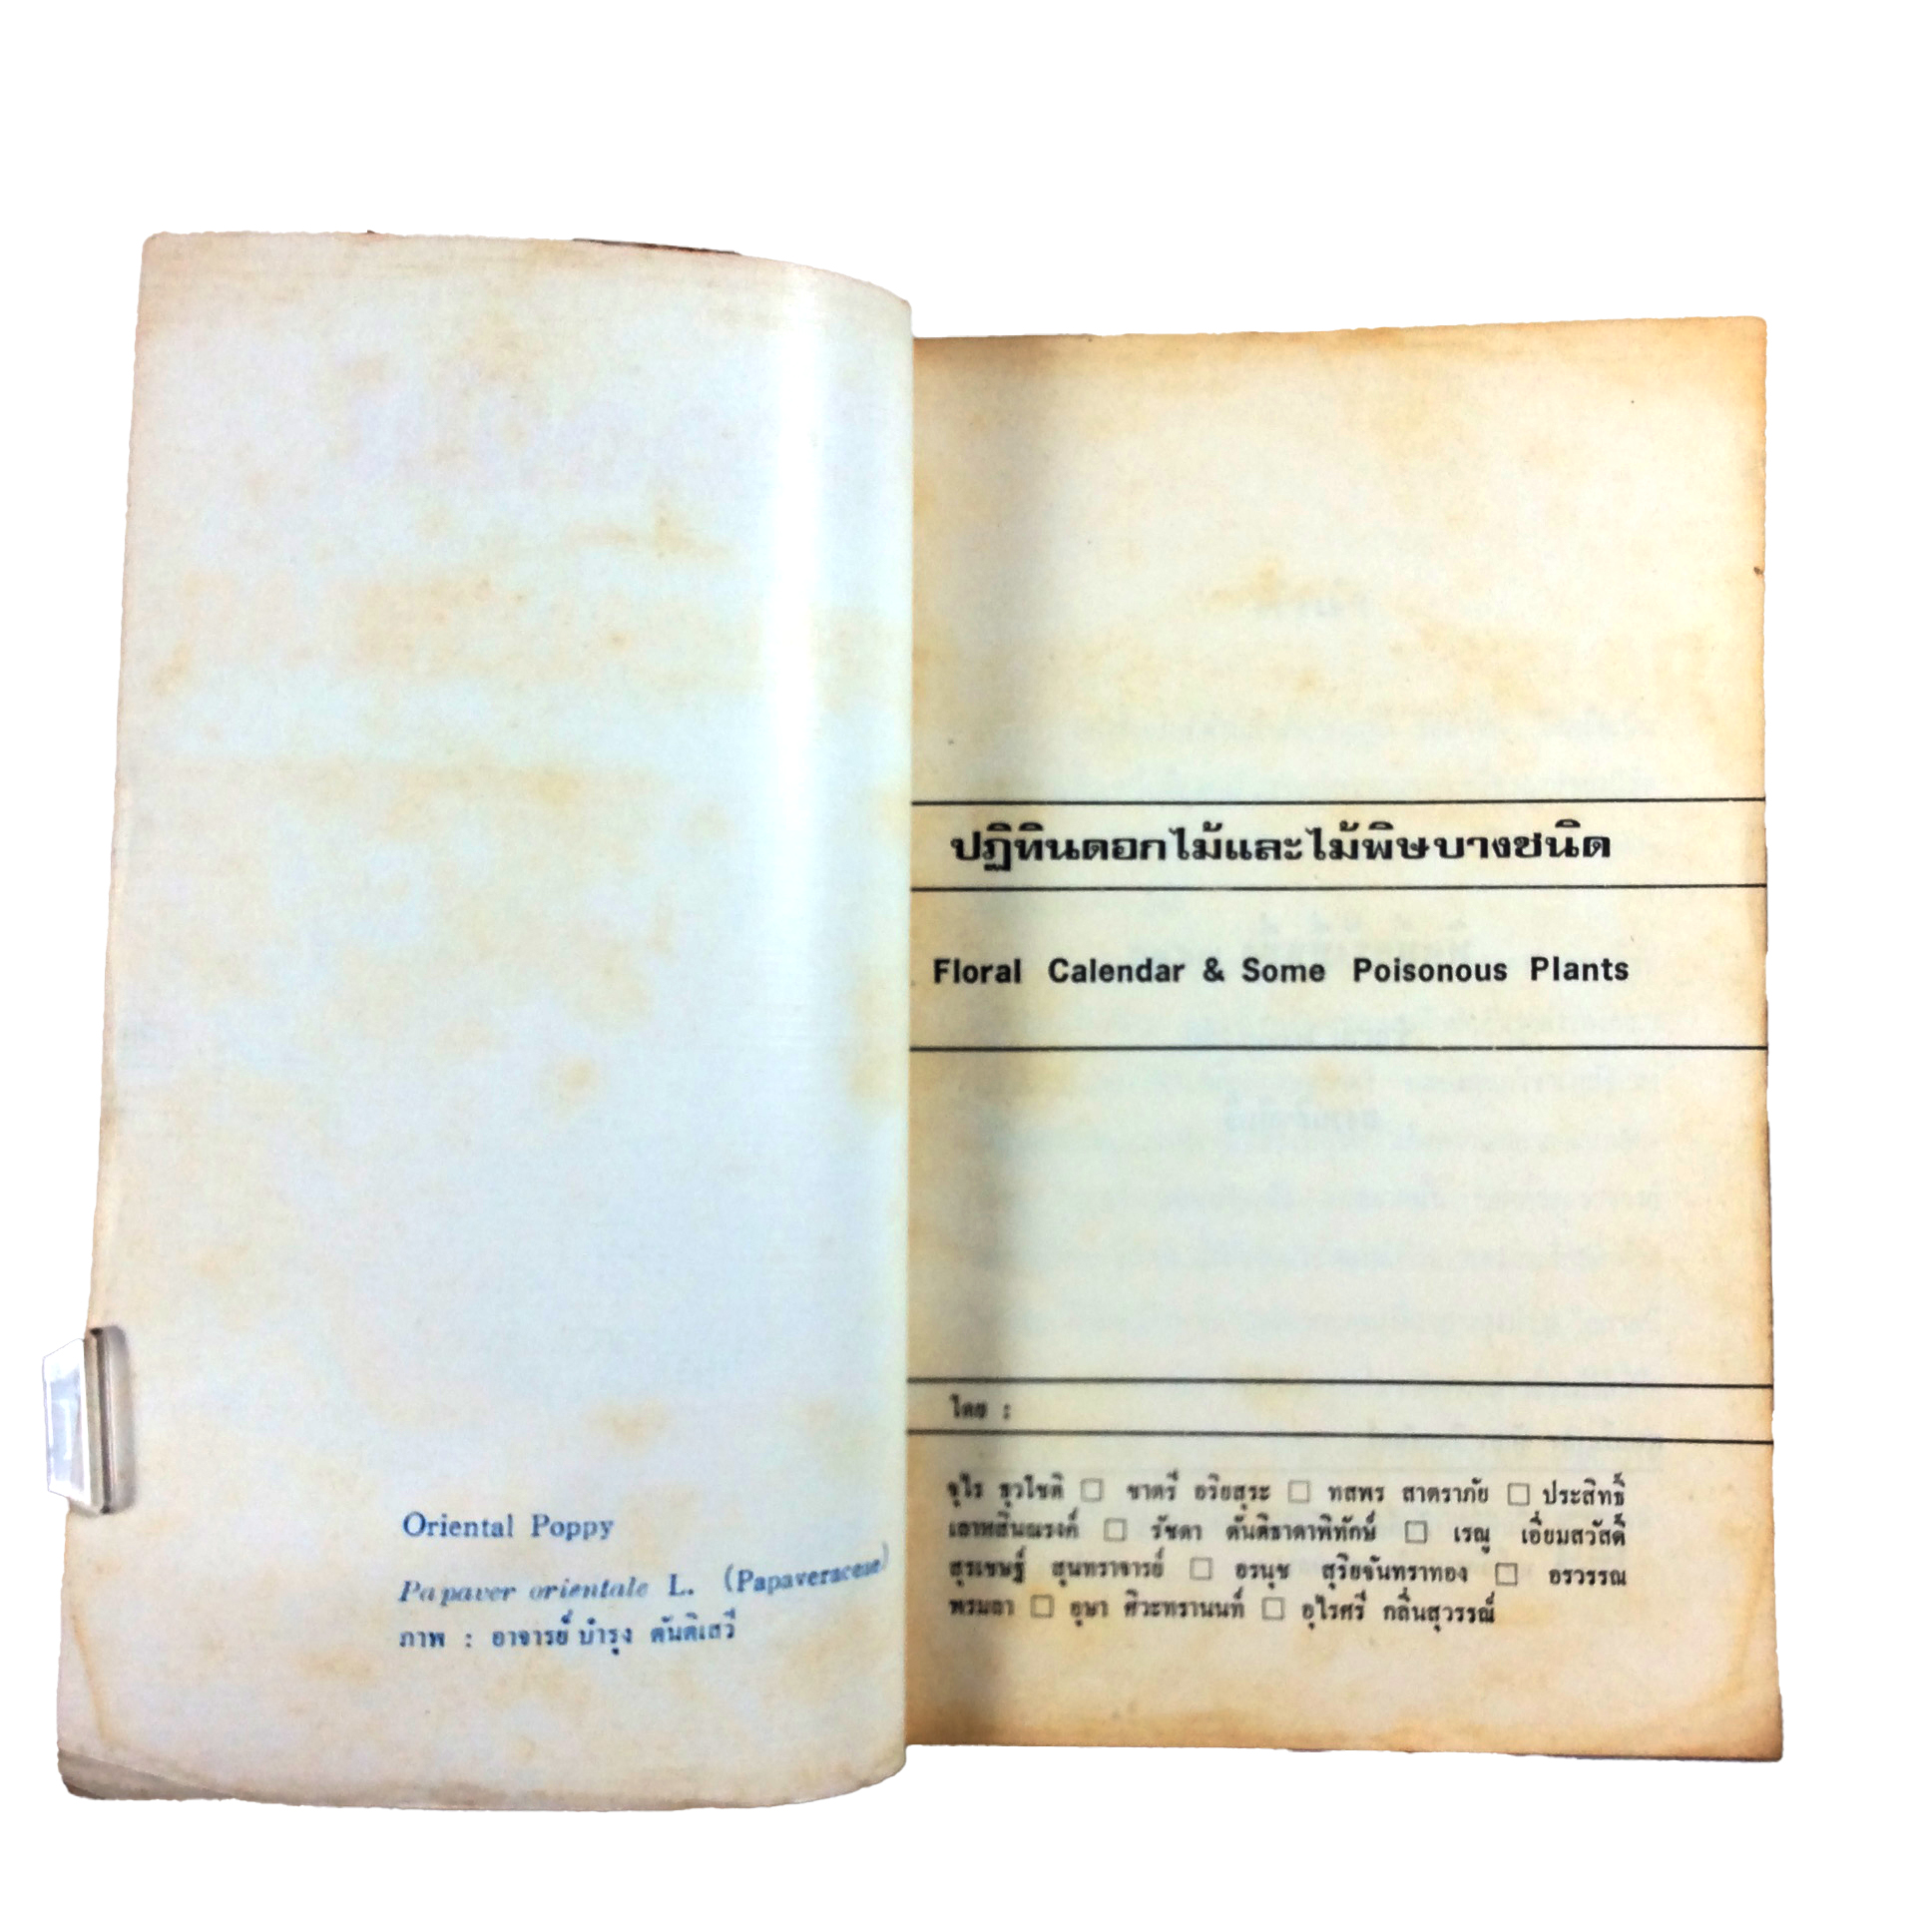 Oriental Poppy
Papaver orientale L. (Papaveraceae)
ภาพ : อาจารย์ บำรุง ตันติเสวี
ปฏิทินดอกไม้และไม้พิษบางชนิด
Floral Calendar & Some Poisonous Plants
โดย :
จุไร ชูวโชติ □ ชาตรี อริยสุระ □ ทสพร สาตราภัย □ ประสิทธิ์
เลาหสินณรงค์ □ รัชดา ตันติธาดาพิทักษ์ □ เรณู เอี่ยมสวัสดิ์
สุรเชษฐ์ สุนทราจารย์ □ อรนุช สุริยจันทราทอง □ อรวรรณ
พรมลา □ อุษา ศิวะทรานนท์ □ อุไรศรี กลิ่นสุวรรณ์